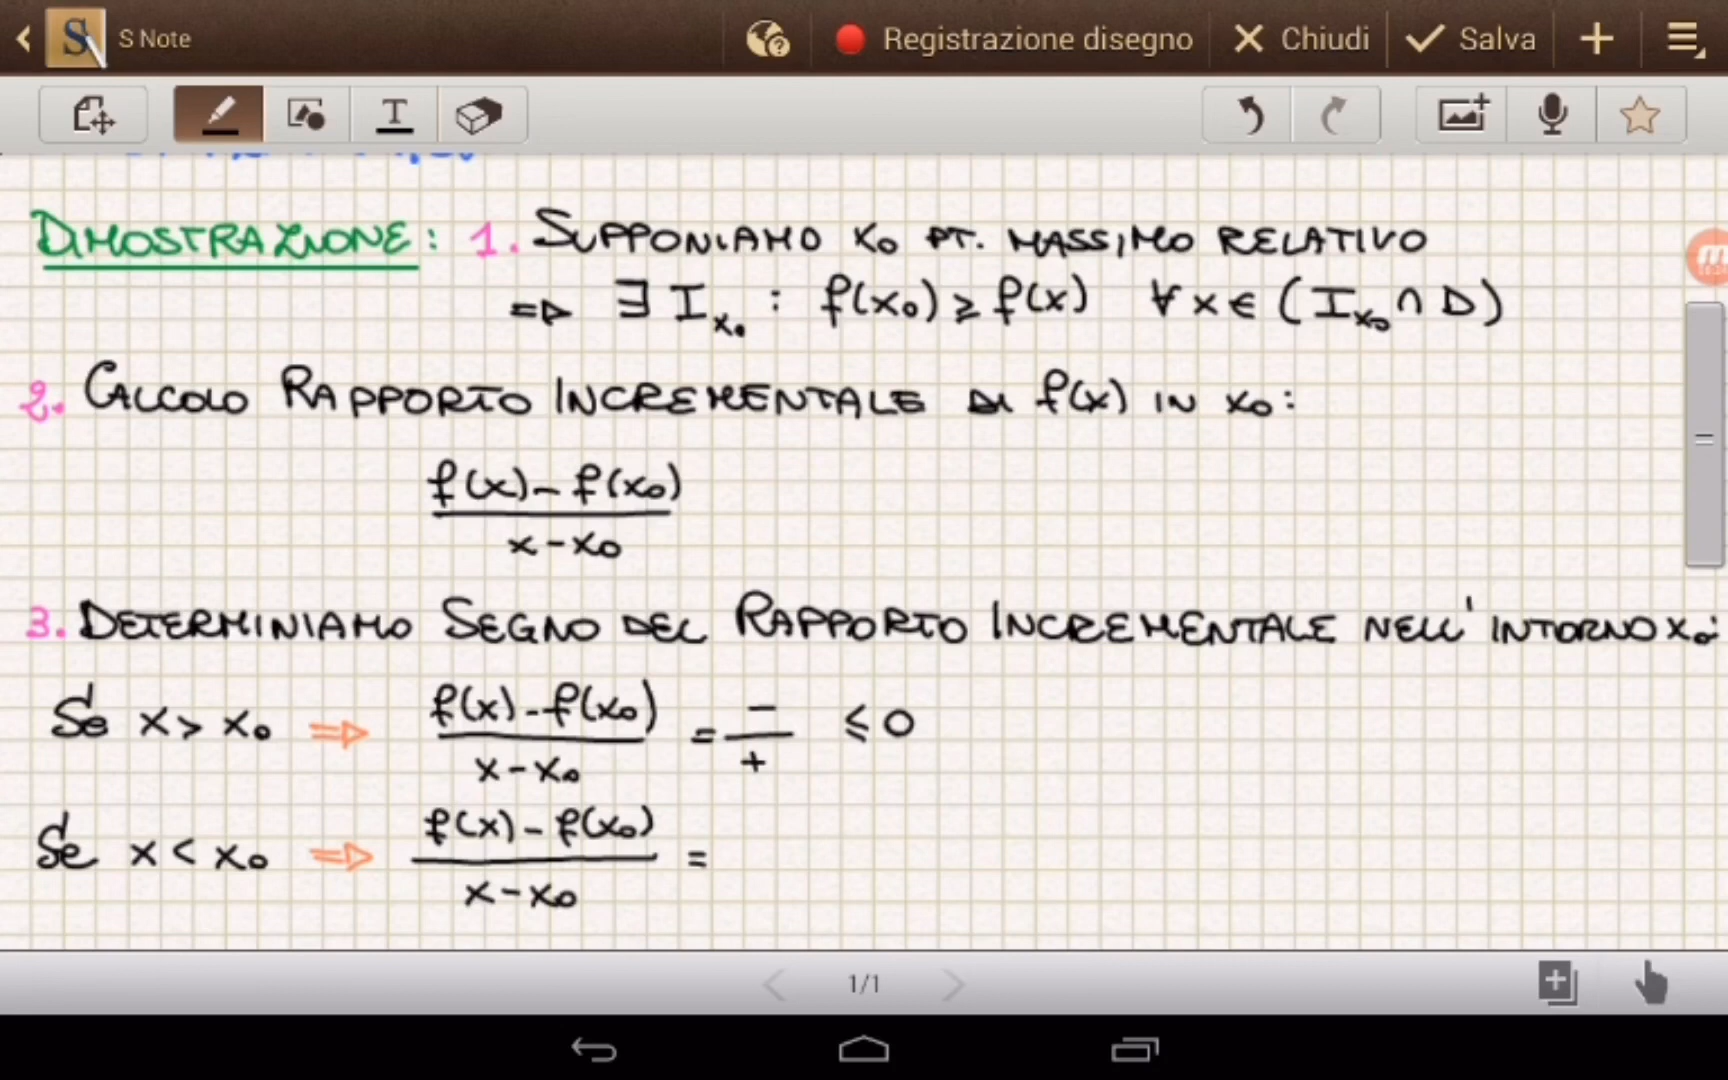 S Note
Registrazione disegno
Chiudi
Salva
T
DIMOSTRAZIONE: 1. SUPPONIAMO x₀ PT. MASSIMO RELATIVO
⇒ ∃ I_x₀ : f(x₀) ⩾ f(x) ∀ x ∈ (I_x₀ ∩ D)
2. CALCOLO RAPPORTO INCREMENTALE DI f(x) IN x₀:
f(x) - f(x₀)
x - x₀
3. DETERMINIAMO SEGNO DEL RAPPORTO INCREMENTALE NELL' INTORNO x₀:
Se x > x₀ ⇒ f(x) - f(x₀) / x - x₀ = - / + ⩽ 0
Se x < x₀ ⇒ f(x) - f(x₀) / x - x₀ =
1/1